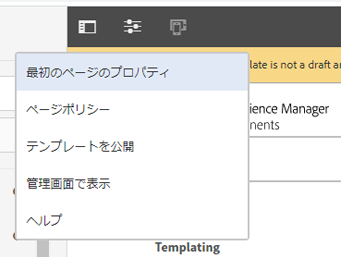 最初のページのプロパティ
late is not a draft an
ページポリシー
ience Manager
nents
テンプレートを公開
管理画面で表示
ヘルプ
Templating